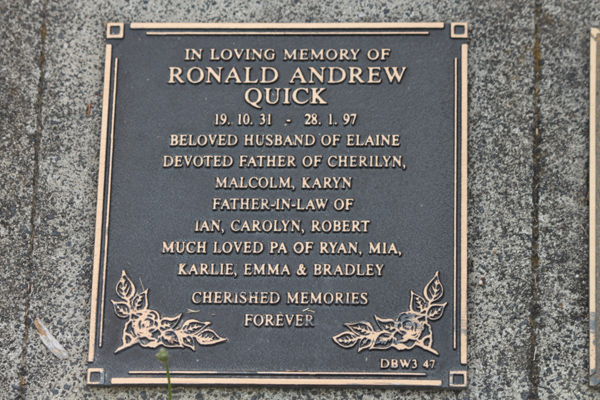 IN LOVING MEMORY OF
RONALD ANDREW
QUICK
19. 10. 31 - 28. 1. 97
BELOVED HUSBAND OF ELAINE
DEVOTED FATHER OF CHERILYN,
MALCOLM, KARYN
FATHER-IN-LAW OF
IAN, CAROLYN, ROBERT
MUCH LOVED PA OF RYAN, MIA,
KARLIE, EMMA & BRADLEY
CHERISHED MEMORIES
FOREVER
DBW3 47